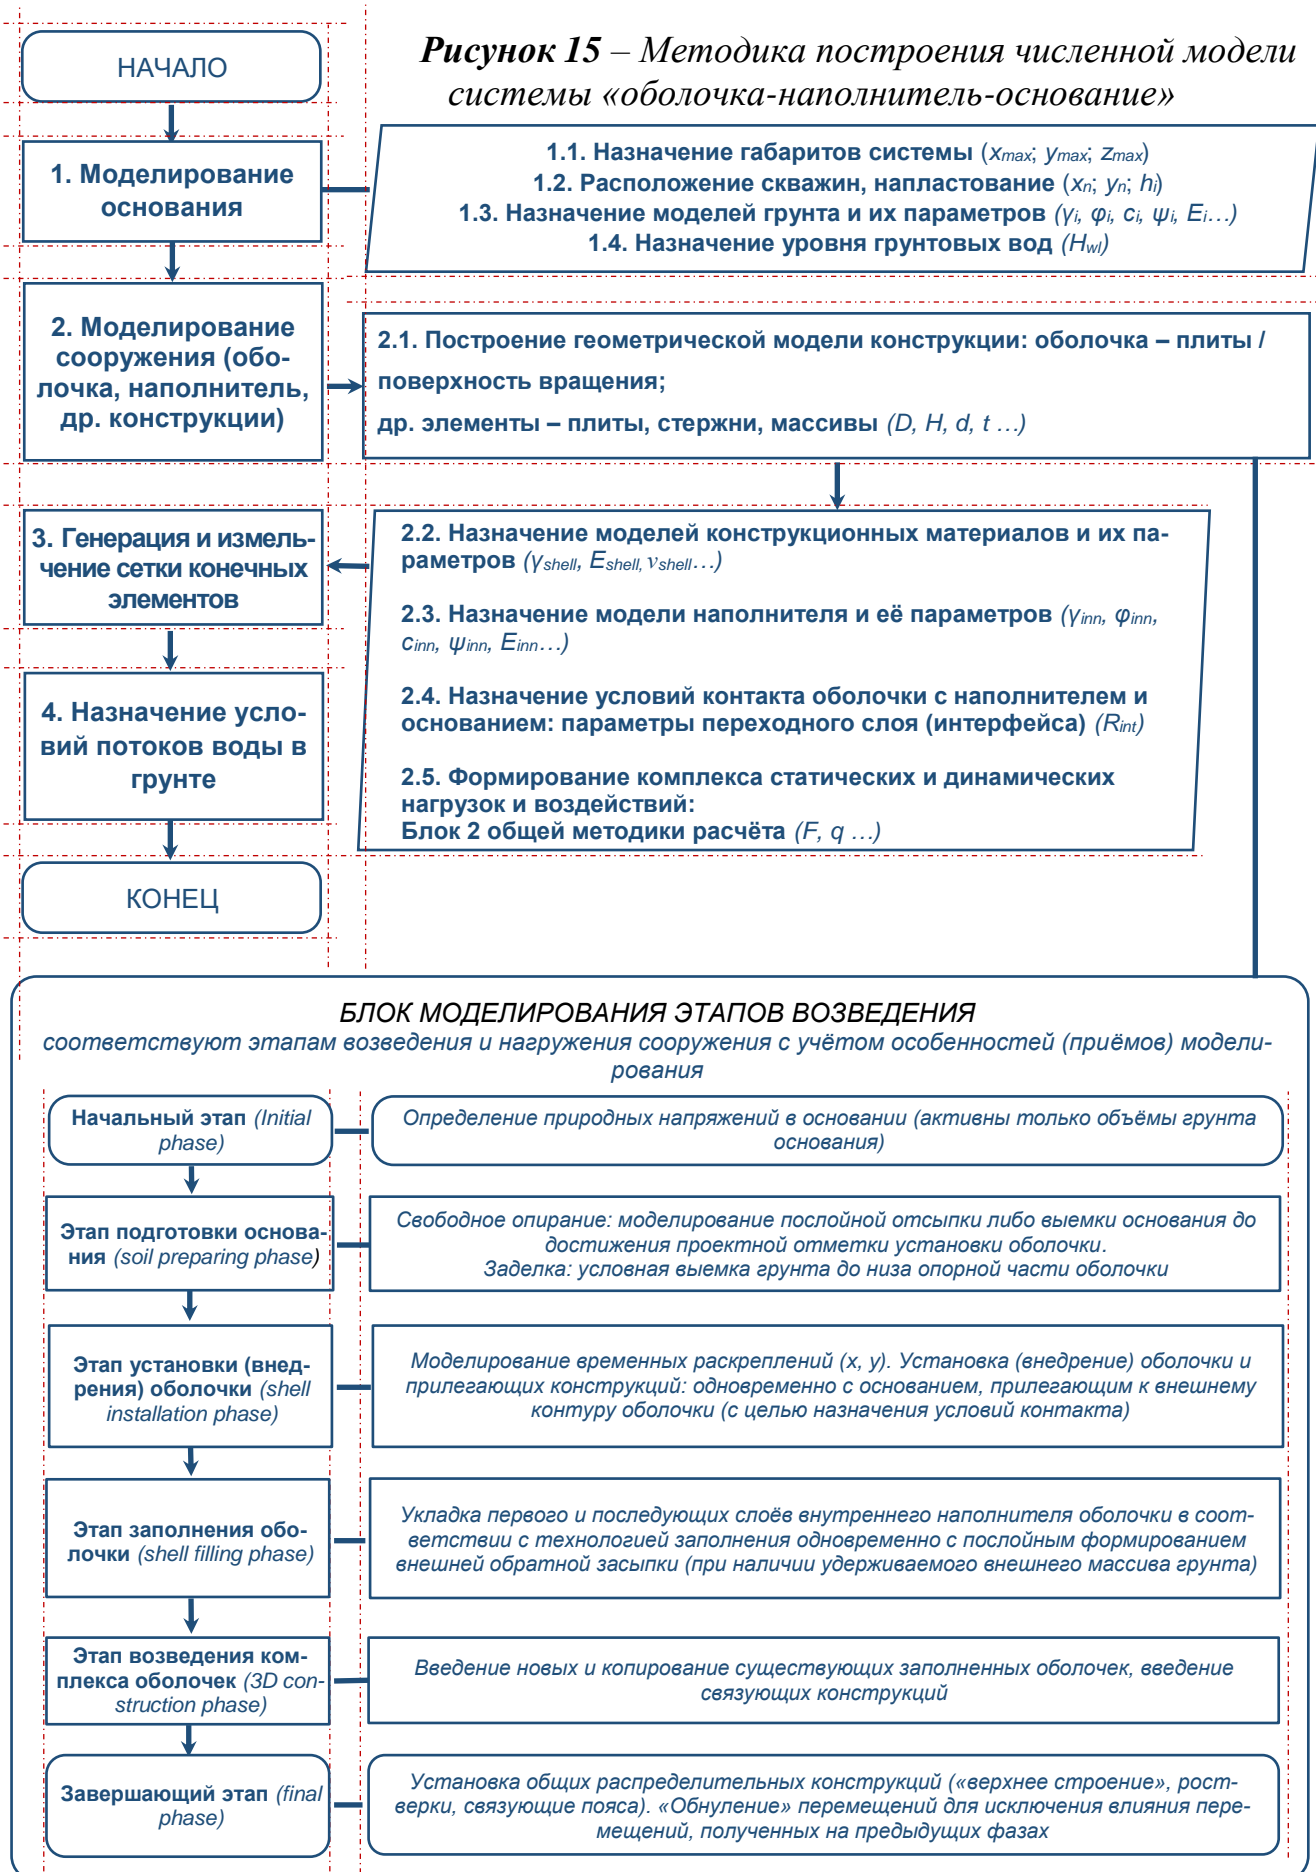 НАЧАЛО
Рисунок 15 – Методика построения численной модели
системы «оболочка-наполнитель-основание»
1. Моделирование
основания
1.1. Назначение габаритов системы (xmax; ymax; zmax)
1.2. Расположение скважин, напластование (xn; yn; hi)
1.3. Назначение моделей грунта и их параметров (γi, φi, ci, ψi, Ei…)
1.4. Назначение уровня грунтовых вод (Hwl)
2. Моделирование
сооружения (обо-
лочка, наполнитель,
др. конструкции)
2.1. Построение геометрической модели конструкции: оболочка – плиты /
поверхность вращения;
др. элементы – плиты, стержни, массивы (D, H, d, t …)
3. Генерация и измель-
чение сетки конечных
элементов
2.2. Назначение моделей конструкционных материалов и их па-
раметров (γshell, Eshell, νshell…)
2.3. Назначение модели наполнителя и её параметров (γinn, φinn,
cinn, ψinn, Einn…)
2.4. Назначение условий контакта оболочки с наполнителем и
основанием: параметры переходного слоя (интерфейса) (Rint)
2.5. Формирование комплекса статических и динамических
нагрузок и воздействий:
Блок 2 общей методики расчёта (F, q …)
4. Назначение усло-
вий потоков воды в
грунте
КОНЕЦ
БЛОК МОДЕЛИРОВАНИЯ ЭТАПОВ ВОЗВЕДЕНИЯ
соответствуют этапам возведения и нагружения сооружения с учётом особенностей (приёмов) модели-
рования
Начальный этап (Initial
phase)
Определение природных напряжений в основании (активны только объёмы грунта
основания)
Этап подготовки основа-
ния (soil preparing phase)
Свободное опирание: моделирование послойной отсыпки либо выемки основания до
достижения проектной отметки установки оболочки.
Заделка: условная выемка грунта до низа опорной части оболочки
Этап установки (внед-
рения) оболочки (shell
installation phase)
Моделирование временных раскреплений (x, y). Установка (внедрение) оболочки и
прилегающих конструкций: одновременно с основанием, прилегающим к внешнему
контуру оболочки (с целью назначения условий контакта)
Этап заполнения обо-
лочки (shell filling phase)
Укладка первого и последующих слоёв внутреннего наполнителя оболочки в соот-
ветствии с технологией заполнения одновременно с послойным формированием
внешней обратной засыпки (при наличии удерживаемого внешнего массива грунта)
Этап возведения ком-
плекса оболочек (3D con-
struction phase)
Введение новых и копирование существующих заполненных оболочек, введение
связующих конструкций
Завершающий этап (final
phase)
Установка общих распределительных конструкций («верхнее строение», рост-
верки, связующие пояса). «Обнуление» перемещений для исключения влияния пере-
мещений, полученных на предыдущих фазах